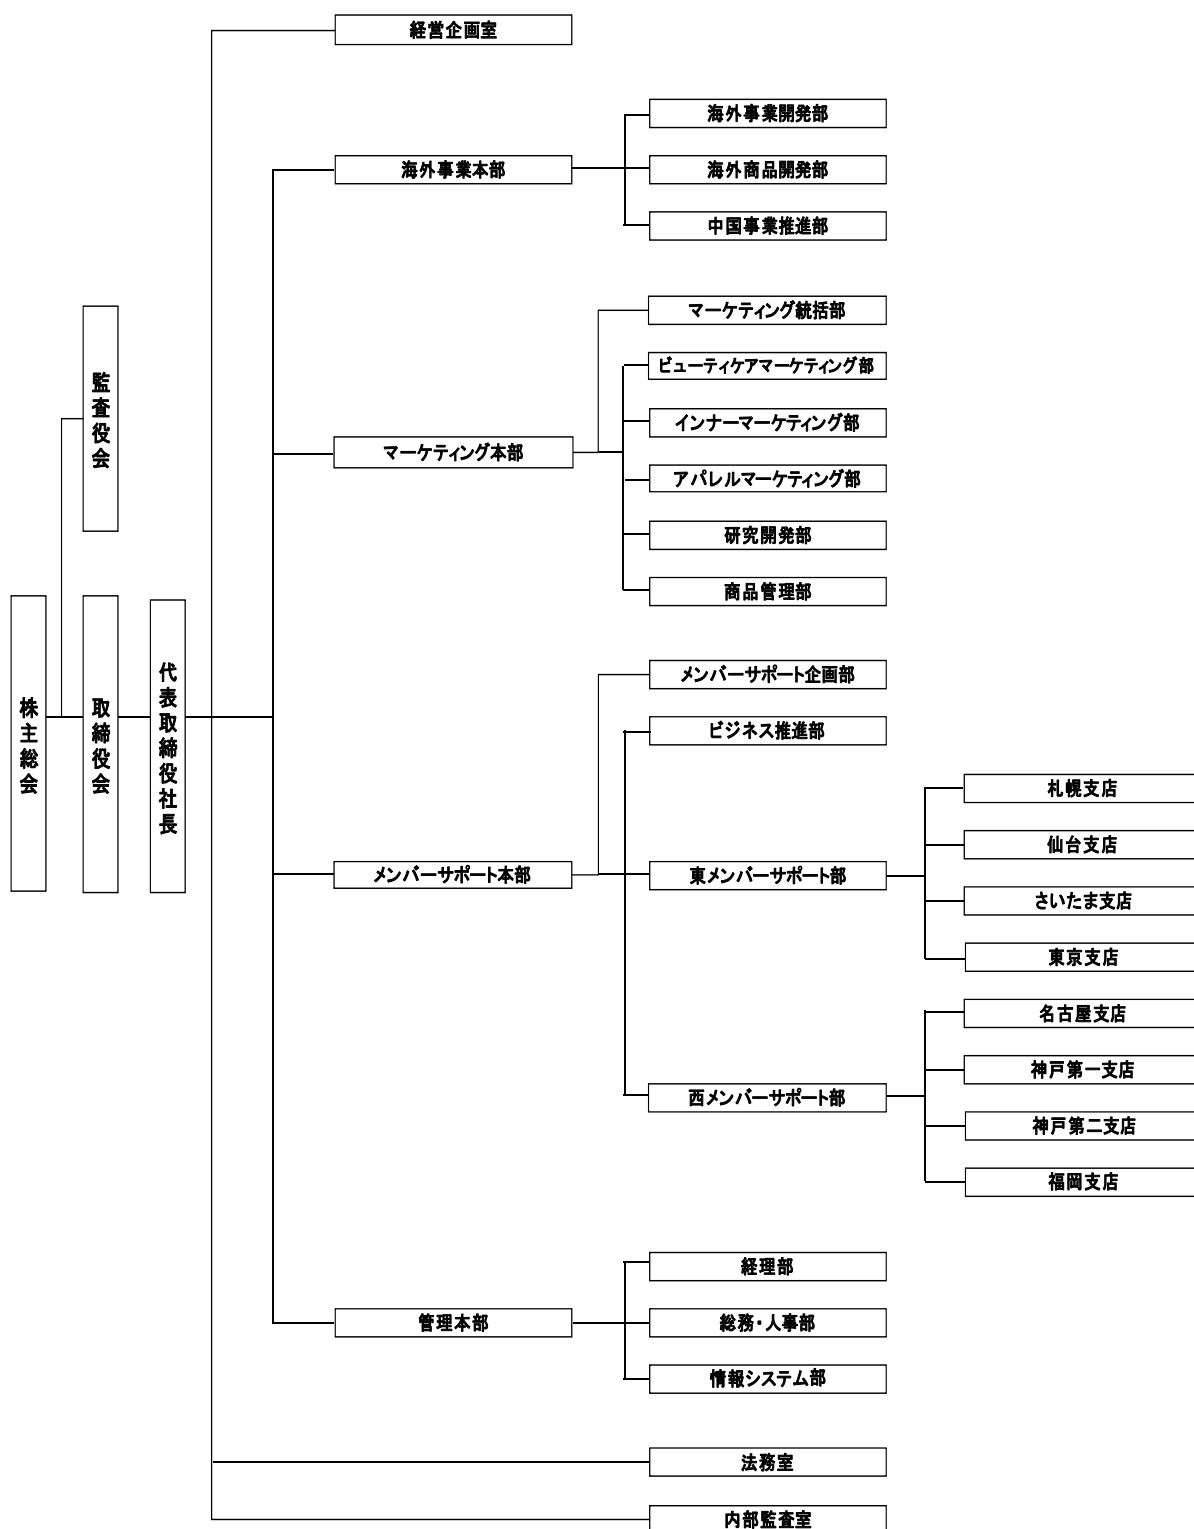 経営企画室
海外事業開発部
海外事業本部
海外商品開発部
中国事業推進部
マーケティング統括部
監査役会
ビューティケアマーケティング部
インナーマーケティング部
マーケティング本部
アパレルマーケティング部
研究開発部
商品管理部
株主総会
取締役会
代表取締役社長
メンバーサポート企画部
ビジネス推進部
札幌支店
仙台支店
メンバーサポート本部
東メンバーサポート部
さいたま支店
東京支店
名古屋支店
神戸第一支店
西メンバーサポート部
神戸第二支店
福岡支店
経理部
管理本部
総務・人事部
情報システム部
法務室
内部監査室